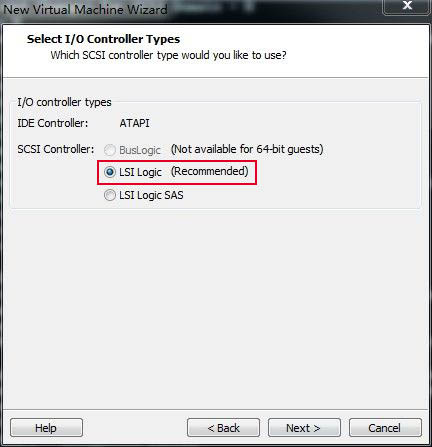 New Virtual Machine Wizard
Select I/O Controller Types
Which SCSI controller type would you like to use?
I/O controller types
IDE Controller: ATAPI
SCSI Controller: BusLogic (Not available for 64-bit guests)
LSI Logic (Recommended)
LSI Logic SAS
Help < Back Next > Cancel